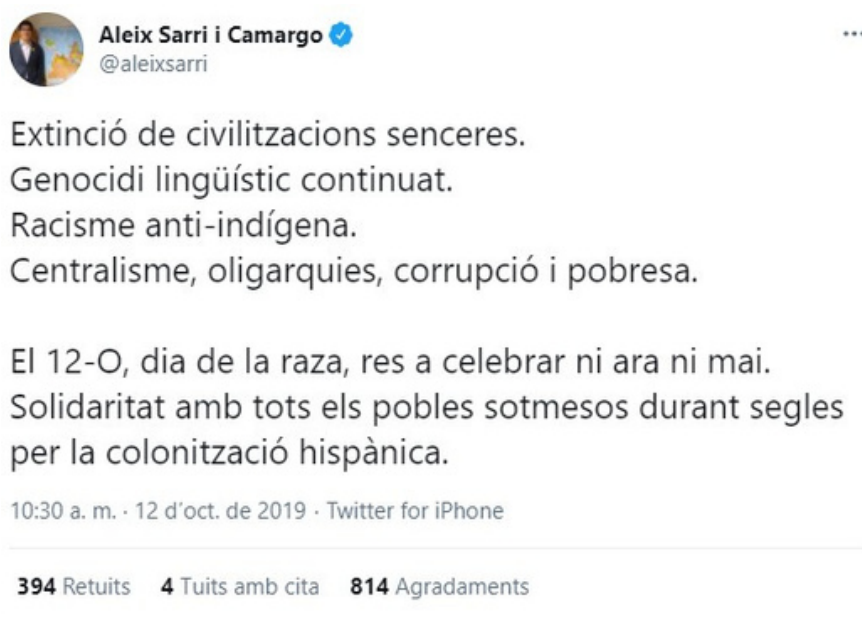 Aleix Sarri i Camargo
@aleixsarri
Extinció de civilitzacions senceres.
Genocidi lingüístic continuat.
Racisme anti-indígena.
Centralisme, oligarquies, corrupció i pobresa.
El 12-O, dia de la raza, res a celebrar ni ara ni mai.
Solidaritat amb tots els pobles sotmesos durant segles
per la colonització hispànica.
10:30 a. m. · 12 d’oct. de 2019 · Twitter for iPhone
394 Retuits 4 Tuits amb cita 814 Agradaments